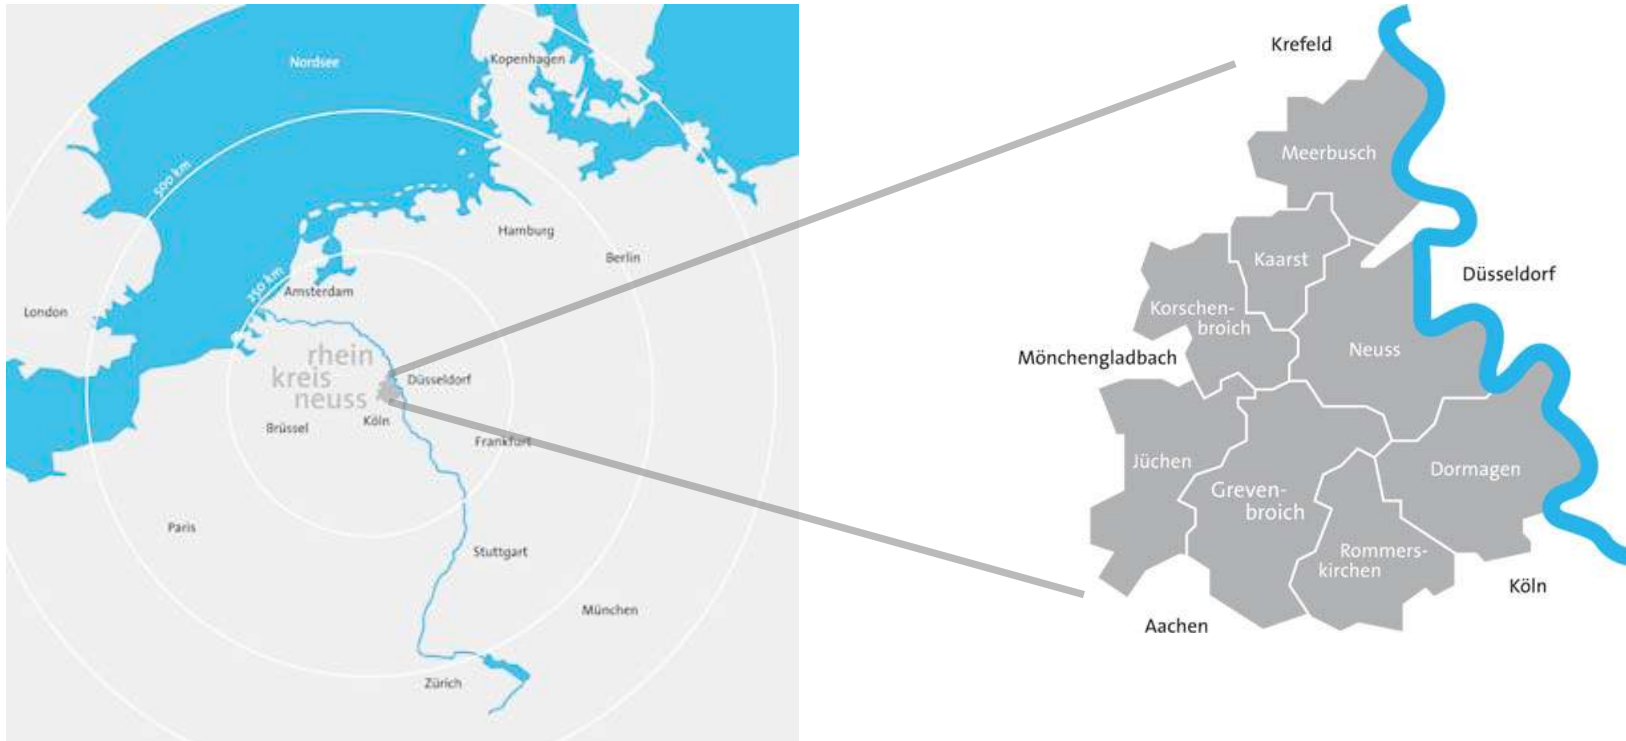 Nordsee
Kopenhagen
500 km
Hamburg
Berlin
250 km
Amsterdam
London
rhein
kreis
neuss
Düsseldorf
Köln
Brüssel
Frankfurt
Paris
Stuttgart
München
Zürich
Krefeld
Meerbusch
Kaarst
Düsseldorf
Korschen-
broich
Neuss
Mönchengladbach
Jüchen
Dormagen
Greven-
broich
Rommers-
kirchen
Köln
Aachen